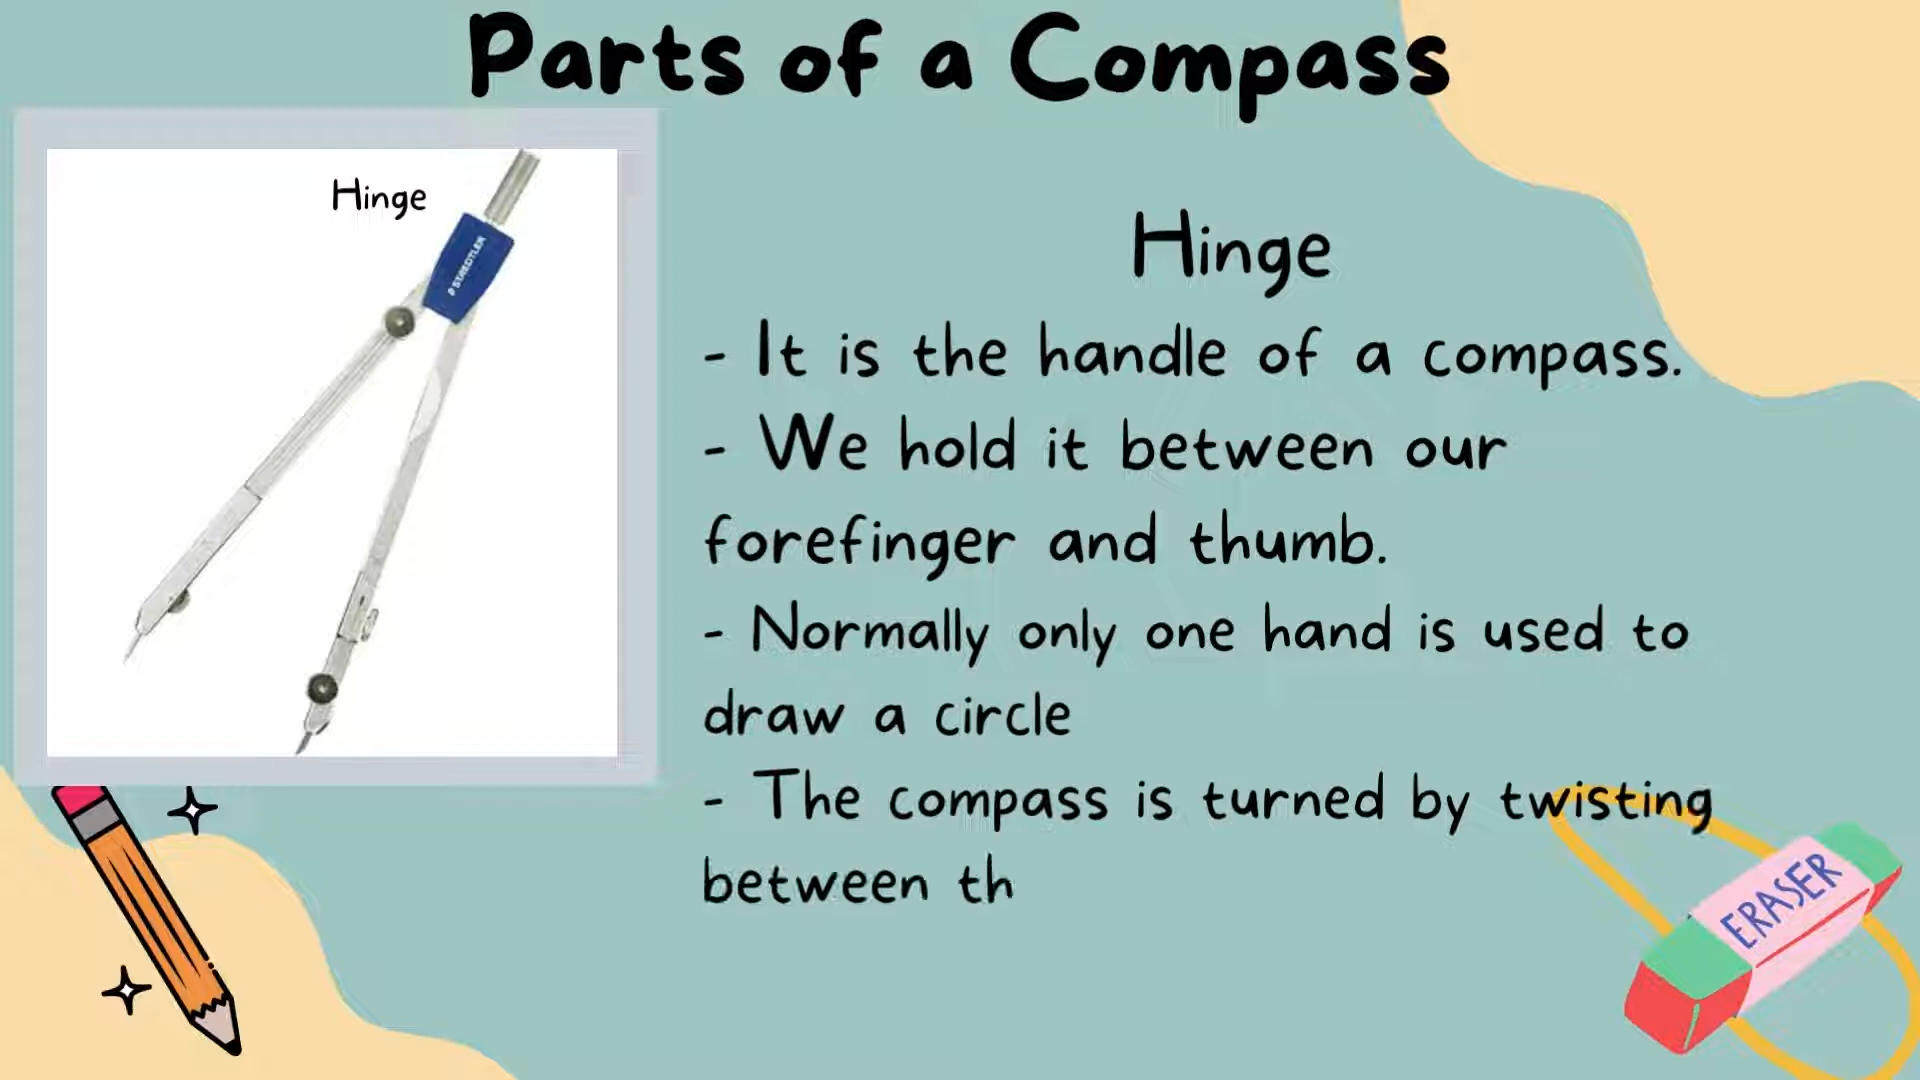 Parts of a Compass
Hinge
STAEDTLER
Hinge
- It is the handle of a compass.
- We hold it between our
forefinger and thumb.
- Normally only one hand is used to
draw a circle
- The compass is turned by twisting
between th
ERASER